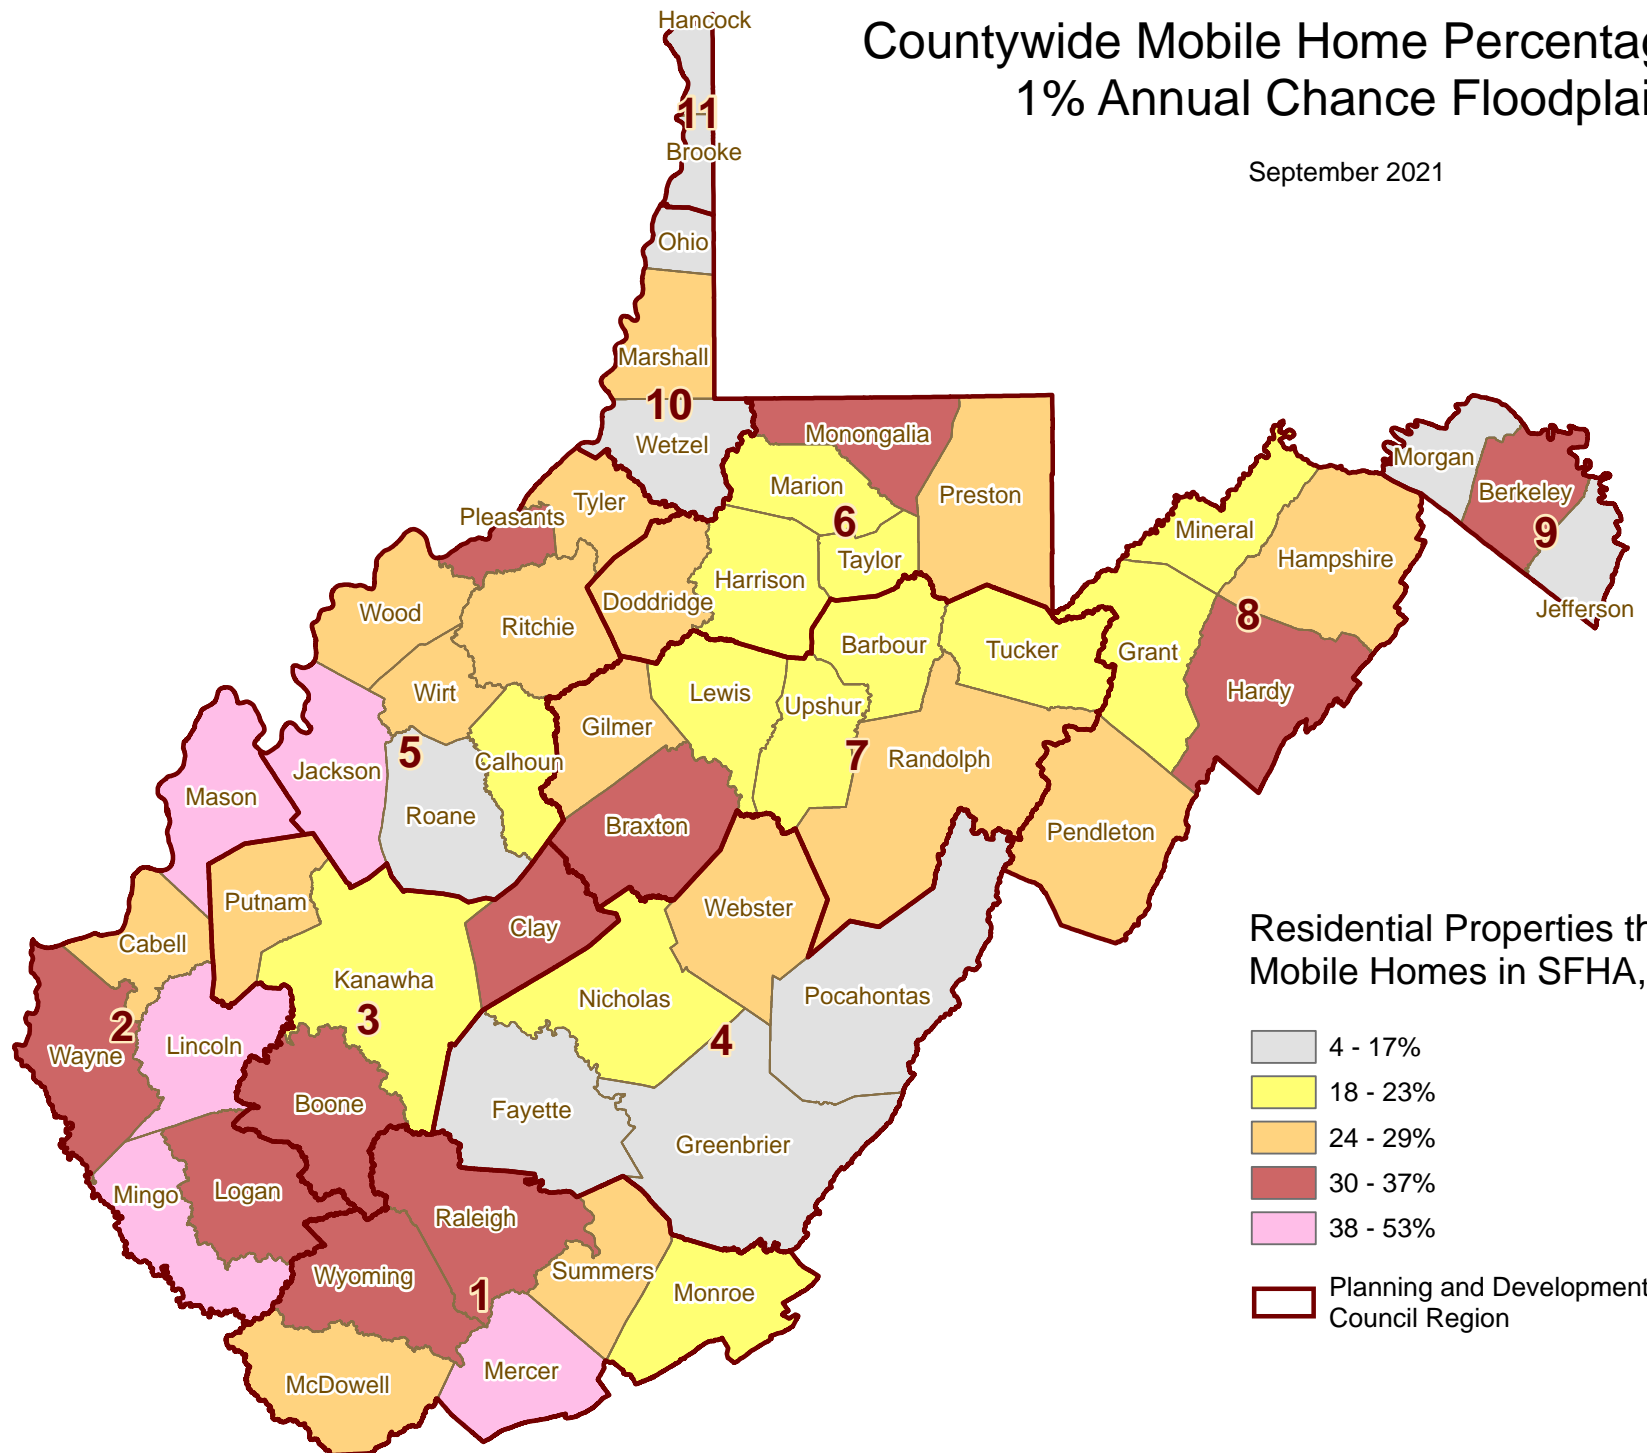 Hancock
Countywide Mobile Home Percentag
1% Annual Chance Floodplai
11
Brooke
September 2021
Ohio
Marshall
10
Wetzel
Monongalia
Morgan
Marion
Preston
Berkeley
Tyler
Pleasants
6
Mineral
9
Taylor
Hampshire
Harrison
Doddridge
Wood
Jefferson
Ritchie
8
Barbour
Tucker
Grant
Wirt
Lewis
Hardy
Upshur
Gilmer
5
Calhoun
7
Randolph
Jackson
Mason
Roane
Braxton
Pendleton
Putnam
Webster
Clay
Residential Properties th
Mobile Homes in SFHA,
Cabell
Kanawha
Nicholas
Pocahontas
3
2
4
Wayne
Lincoln
4 - 17%
18 - 23%
Boone
Fayette
24 - 29%
Greenbrier
30 - 37%
Mingo
Logan
Raleigh
38 - 53%
Wyoming
Summers
1
Monroe
Planning and Development
Council Region
Mercer
McDowell